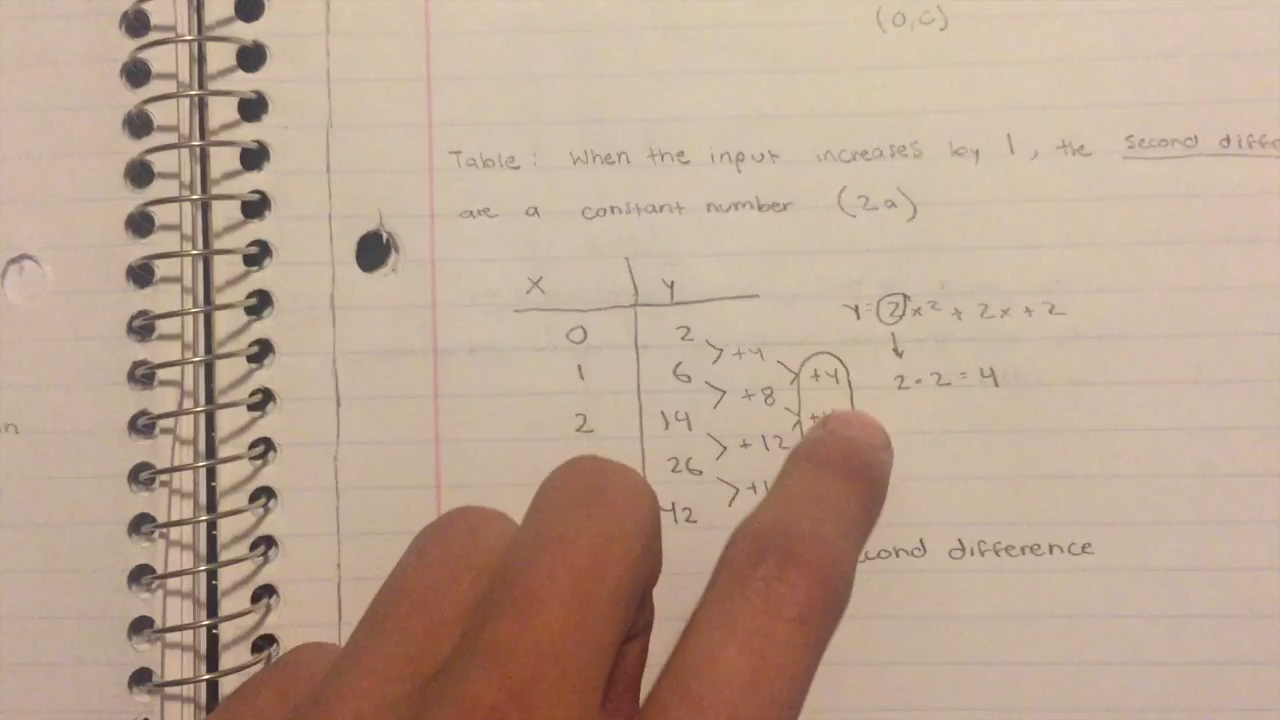 (0,c)
Table: When the input increases by 1, the second diffe
are a constant number (2a)
X Y
0 2
+4
1 6 +4
+8
2 14
+12
26
42
y=2x²+2x+2
2·2=4
cond difference
n